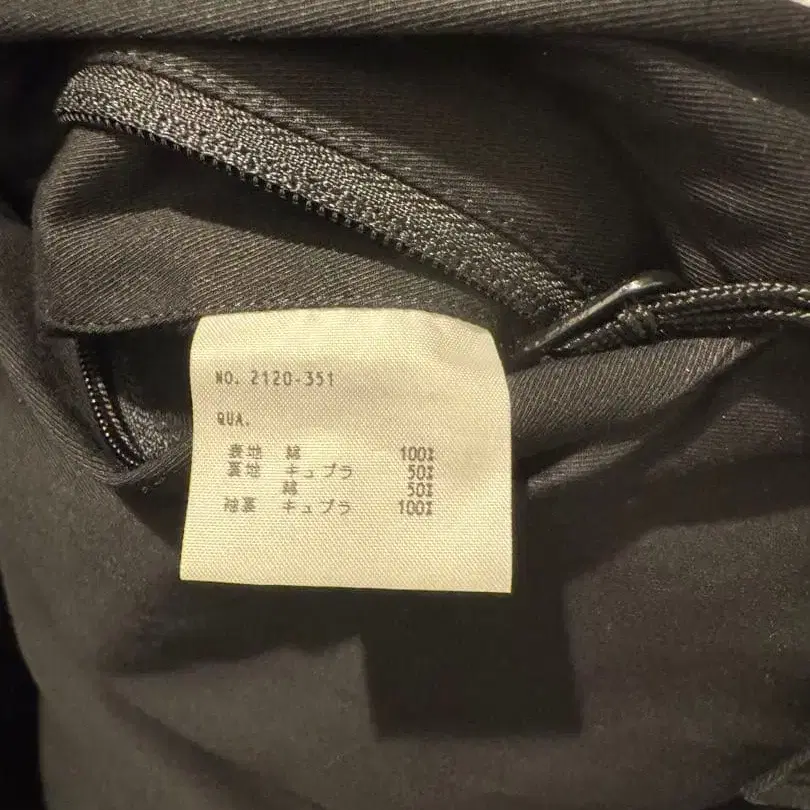 NO. 2120-351
QUA.
表地 綿 100%
裏地 キュプラ 50%
綿 50%
袖裏 キュプラ 100%